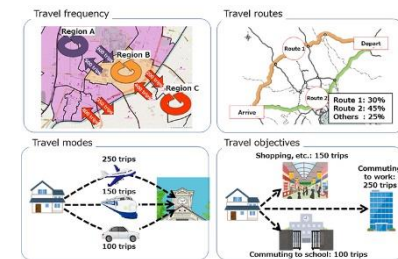 Travel frequency
Region A
Region B
Region C
Travel routes
Route 1
Depart
Route 2
Arrive
Route 1: 30%
Route 2: 45%
Others : 25%
Travel modes
250 trips
150 trips
100 trips
Travel objectives
Shopping, etc.: 150 trips
Commuting
to work:
250 trips
Commuting to school: 100 trips